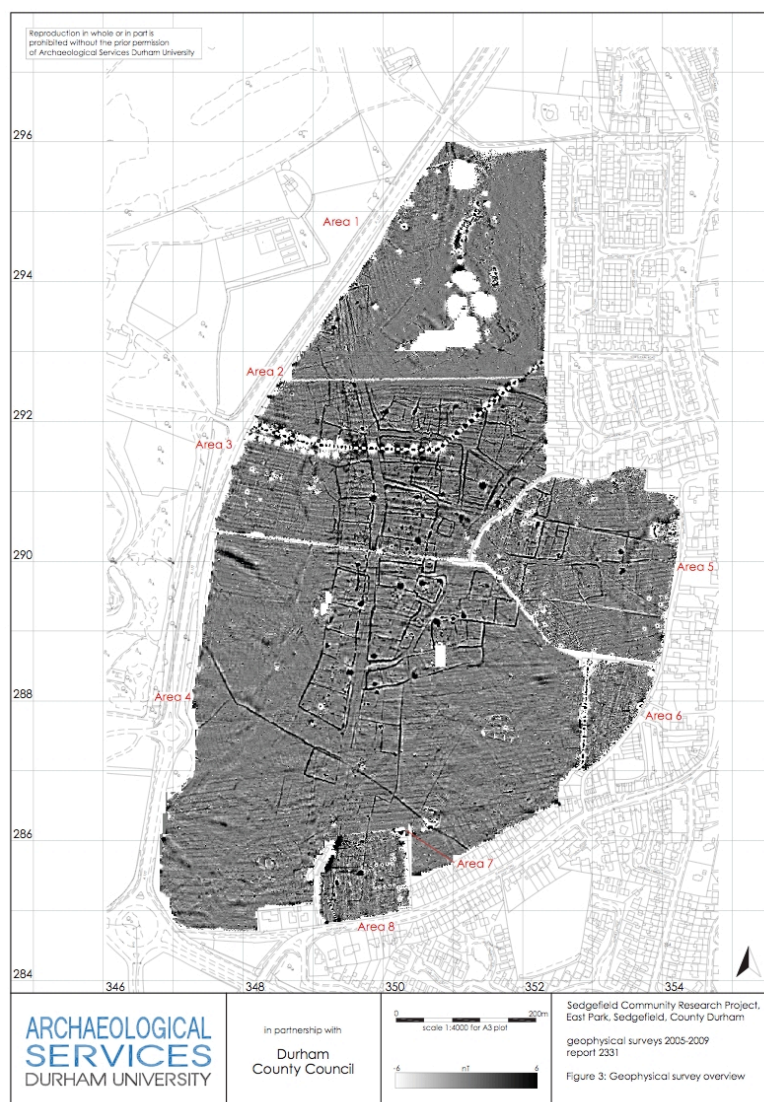 Reproduction in whole or in part is
prohibited without the prior permission
of Archaeological Services Durham University
296
Area 1
294
Area 2
292
Area 3
290
Area 5
288
Area 4
Area 6
286
Area 7
Area 8
284
346
348
350
352
354
ARCHAEOLOGICAL
SERVICES
DURHAM UNIVERSITY
in partnership with
Durham
County Council
0
200m
scale 1:4000 for A3 plot
-6
nT
6
Sedgefield Community Research Project,
East Park, Sedgefield, County Durham
geophysical surveys 2005-2009
report 2331
Figure 3: Geophysical survey overview